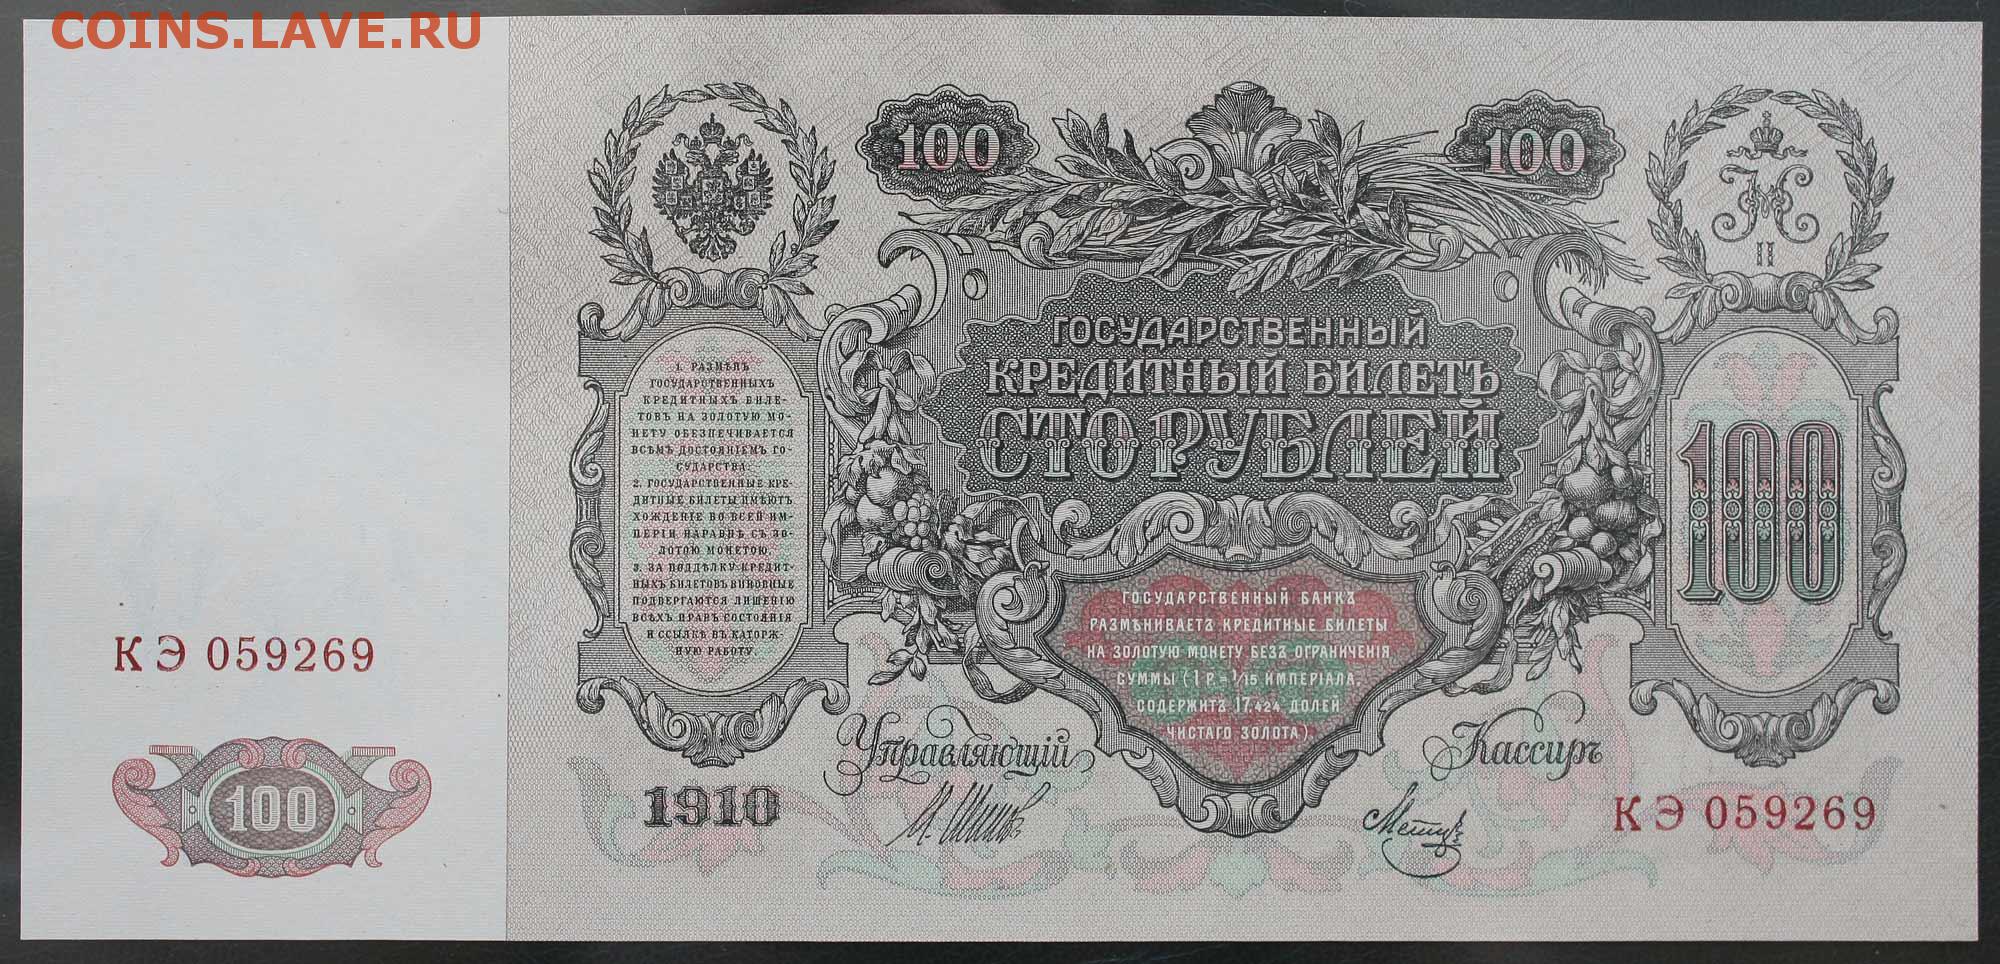 COINS.LAVE.RU
100
100
II
ГОСУДАРСТВЕННЫЙ
КРЕДИТНЫЙ БИЛЕТЪ
СТО РУБЛЕЙ
1. РАЗМѢНЪ
ГОСУДАРСТВЕННЫХЪ
КРЕДИТНЫХЪ БИЛЕ-
ТОВЪ НА ЗОЛОТУЮ МО-
НЕТУ ОБЕЗПЕЧИВАЕТСЯ
ВСѢМЪ ДОСТОЯНІЕМЪ ГО-
СУДАРСТВА.
2. ГОСУДАРСТВЕННЫЕ КРЕ-
ДИТНЫЕ БИЛЕТЫ ИМѢЮТЪ
ХОЖДЕНІЕ ВО ВСЕЙ ИМ-
ПЕРІИ НАРАВНѢ СЪ ЗО-
ЛОТОЮ МОНЕТОЮ.
3. ЗА ПОДДѢЛКУ КРЕДИТ-
НЫХЪ БИЛЕТОВЪ ВИНОВНЫЕ
ПОДВЕРГАЮТСЯ ЛИШЕНІЮ
ВСѢХЪ ПРАВЪ СОСТОЯНІЯ
И ССЫЛКѢ ВЪ КАТОРЖ-
НУЮ РАБОТУ.
100
ГОСУДАРСТВЕННЫЙ БАНКЪ
РАЗМѢНИВАЕТЪ КРЕДИТНЫЕ БИЛЕТЫ
НА ЗОЛОТУЮ МОНЕТУ БЕЗЪ ОГРАНИЧЕНІЯ
СУММЫ (1 Р.= 1/15 ИМПЕРІАЛА,
СОДЕРЖИТЪ 17,424 ДОЛЕЙ
ЧИСТАГО ЗОЛОТА).
КЭ 059269
Управляющій
Кассиръ
100
1910
И. Шипов
Метц
КЭ 059269